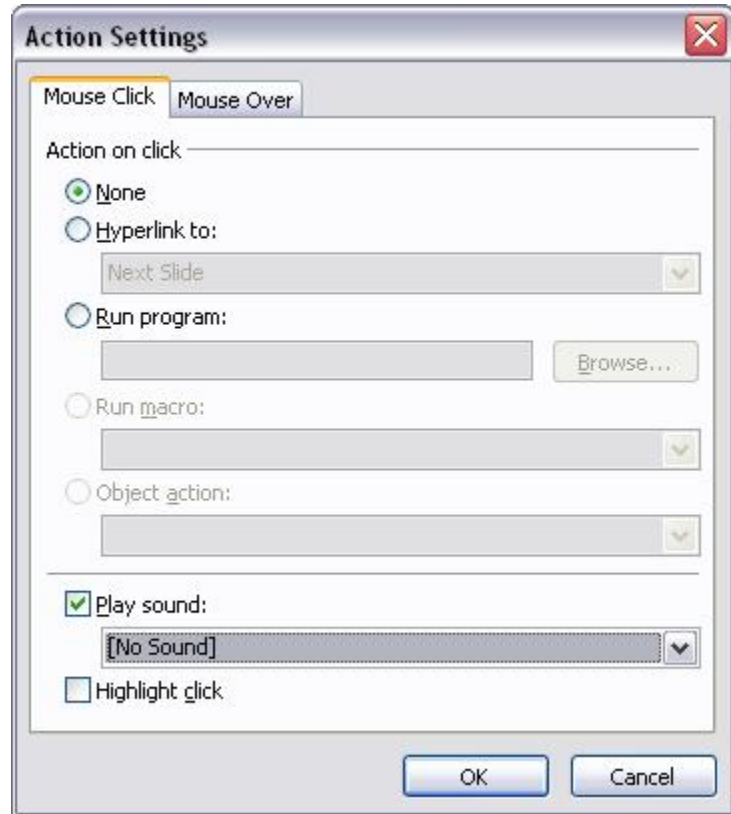 Action Settings
Mouse Click Mouse Over
Action on click
None
Hyperlink to:
Next Slide
Run program:
Browse...
Run macro:
Object action:
Play sound:
[No Sound]
Highlight click
OK Cancel